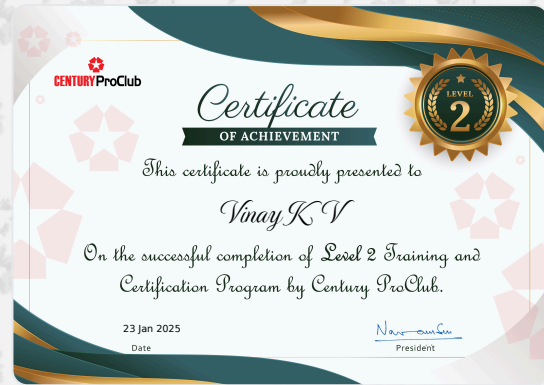 CENTURY ProClub
LEVEL
2
Certificate
OF ACHIEVEMENT
This certificate is proudly presented to
Vinay K V
On the successful completion of Level 2 Training and
Certification Program by Century ProClub.
23 Jan 2025
Date
President